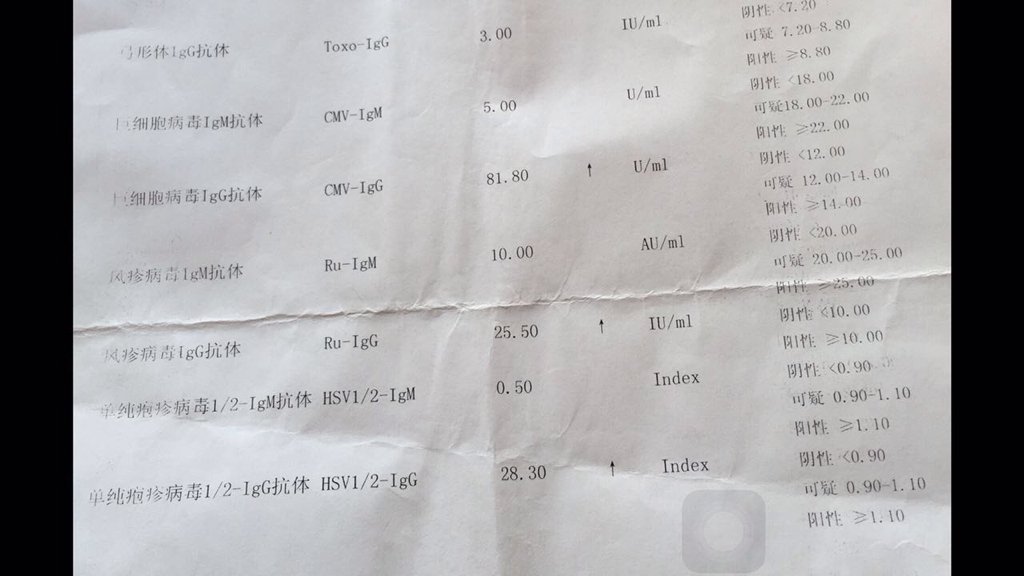 阴性 <7.20
弓形体IgG抗体 Toxo-IgG 3.00 IU/ml 可疑 7.20-8.80
阳性 ≥8.80
阴性 <18.00
巨细胞病毒IgM抗体 CMV-IgM 5.00 U/ml 可疑18.00-22.00
阳性 ≥22.00
阴性 <12.00
巨细胞病毒IgG抗体 CMV-IgG 81.80 ↑ U/ml 可疑 12.00-14.00
阳性 ≥14.00
阴性 <20.00
风疹病毒IgM抗体 Ru-IgM 10.00 AU/ml 可疑 20.00-25.00
阳性 ≥25.00
阴性 <10.00
风疹病毒IgG抗体 Ru-IgG 25.50 ↑ IU/ml 阳性 ≥10.00
阴性 <0.90
单纯疱疹病毒1/2-IgM抗体 HSV1/2-IgM 0.50 Index 可疑 0.90-1.10
阳性 ≥1.10
阴性 <0.90
单纯疱疹病毒1/2-IgG抗体 HSV1/2-IgG 28.30 ↑ Index 可疑 0.90-1.10
阳性 ≥1.10